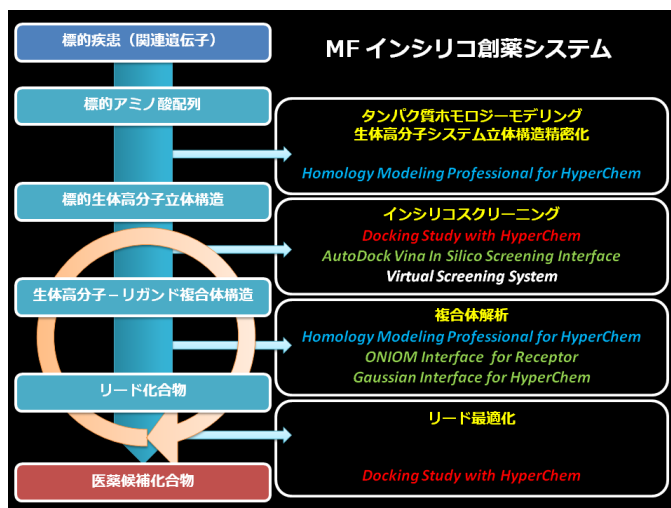 標的疾患（関連遺伝子）
MF インシリコ創薬システム
標的アミノ酸配列
タンパク質ホモロジーモデリング
生体高分子システム立体構造精密化
Homology Modeling Professional for HyperChem
標的生体高分子立体構造
インシリコスクリーニング
Docking Study with HyperChem
AutoDock Vina In Silico Screening Interface
Virtual Screening System
生体高分子－リガンド複合体構造
複合体解析
Homology Modeling Professional for HyperChem
ONIOM Interface for Receptor
Gaussian Interface for HyperChem
リード化合物
リード最適化
Docking Study with HyperChem
医薬候補化合物